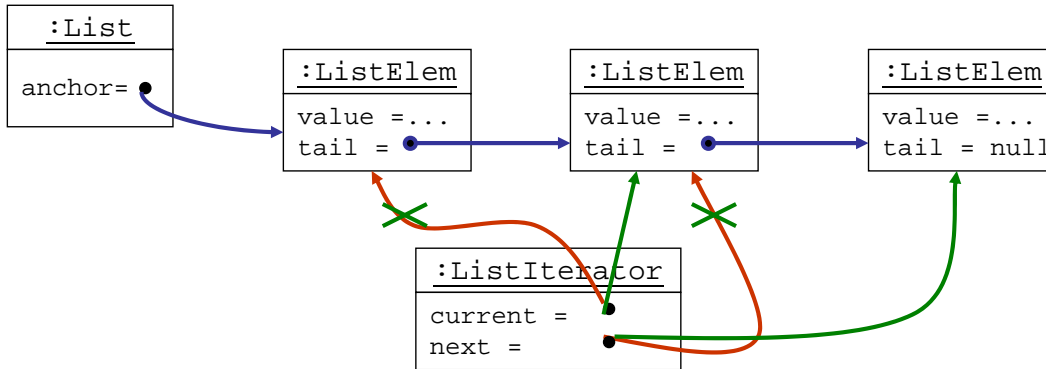 :List
anchor=
:ListElem
value =...
tail =
:ListElem
value =...
tail =
:ListElem
value =...
tail = null
:ListIterator
current =
next =